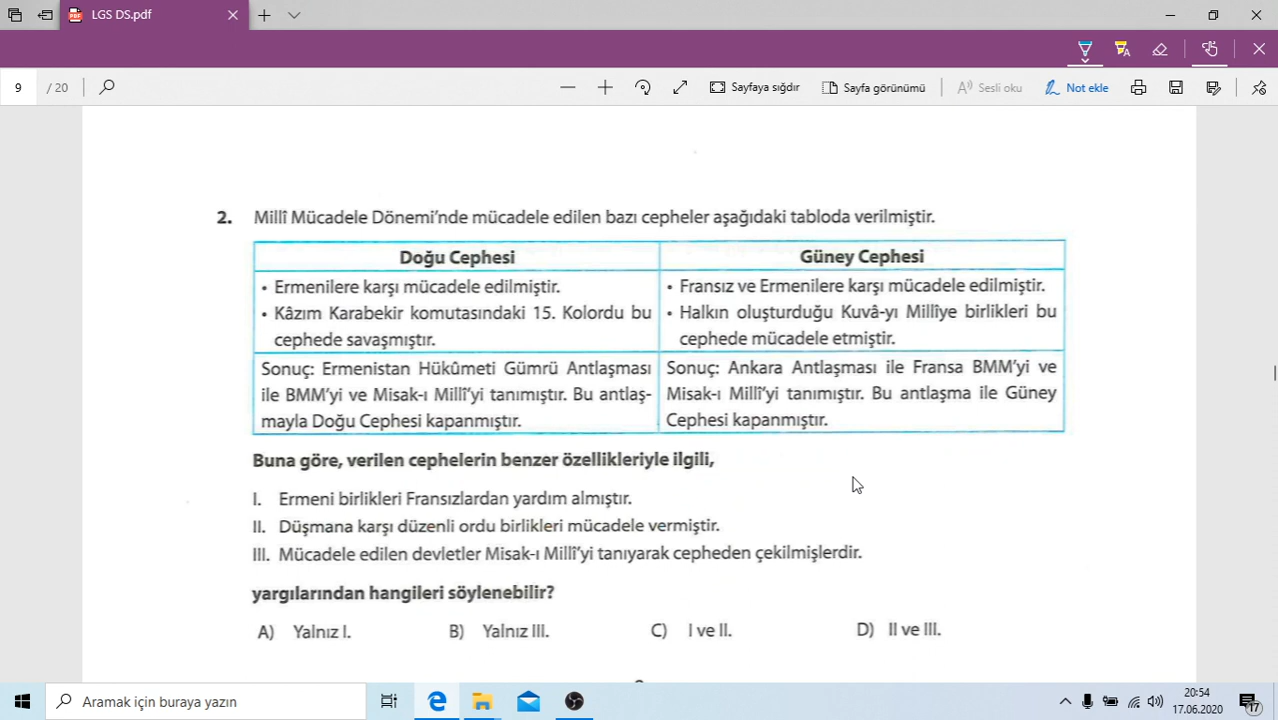 LGS DS.pdf
9 / 20
Sayfaya sığdır
Sayfa görünümü
Sesli oku
Not ekle
2. Millî Mücadele Dönemi’nde mücadele edilen bazı cepheler aşağıdaki tabloda verilmiştir.
Doğu Cephesi
• Ermenilere karşı mücadele edilmiştir.
• Kâzım Karabekir komutasındaki 15. Kolordu bu
cephede savaşmıştır.
Sonuç: Ermenistan Hükûmeti Gümrü Antlaşması
ile BMM’yi ve Misak-ı Millî’yi tanımıştır. Bu antlaş-
mayla Doğu Cephesi kapanmıştır.
Güney Cephesi
• Fransız ve Ermenilere karşı mücadele edilmiştir.
• Halkın oluşturduğu Kuvâ-yı Millîye birlikleri bu
cephede mücadele etmiştir.
Sonuç: Ankara Antlaşması ile Fransa BMM’yi ve
Misak-ı Millî’yi tanımıştır. Bu antlaşma ile Güney
Cephesi kapanmıştır.
Buna göre, verilen cephelerin benzer özellikleriyle ilgili,
I. Ermeni birlikleri Fransızlardan yardım almıştır.
II. Düşmana karşı düzenli ordu birlikleri mücadele vermiştir.
III. Mücadele edilen devletler Misak-ı Millî’yi tanıyarak cepheden çekilmişlerdir.
yargılarından hangileri söylenebilir?
A) Yalnız I. B) Yalnız III. C) I ve II. D) II ve III.
Aramak için buraya yazın
20:54
17.06.2020
17